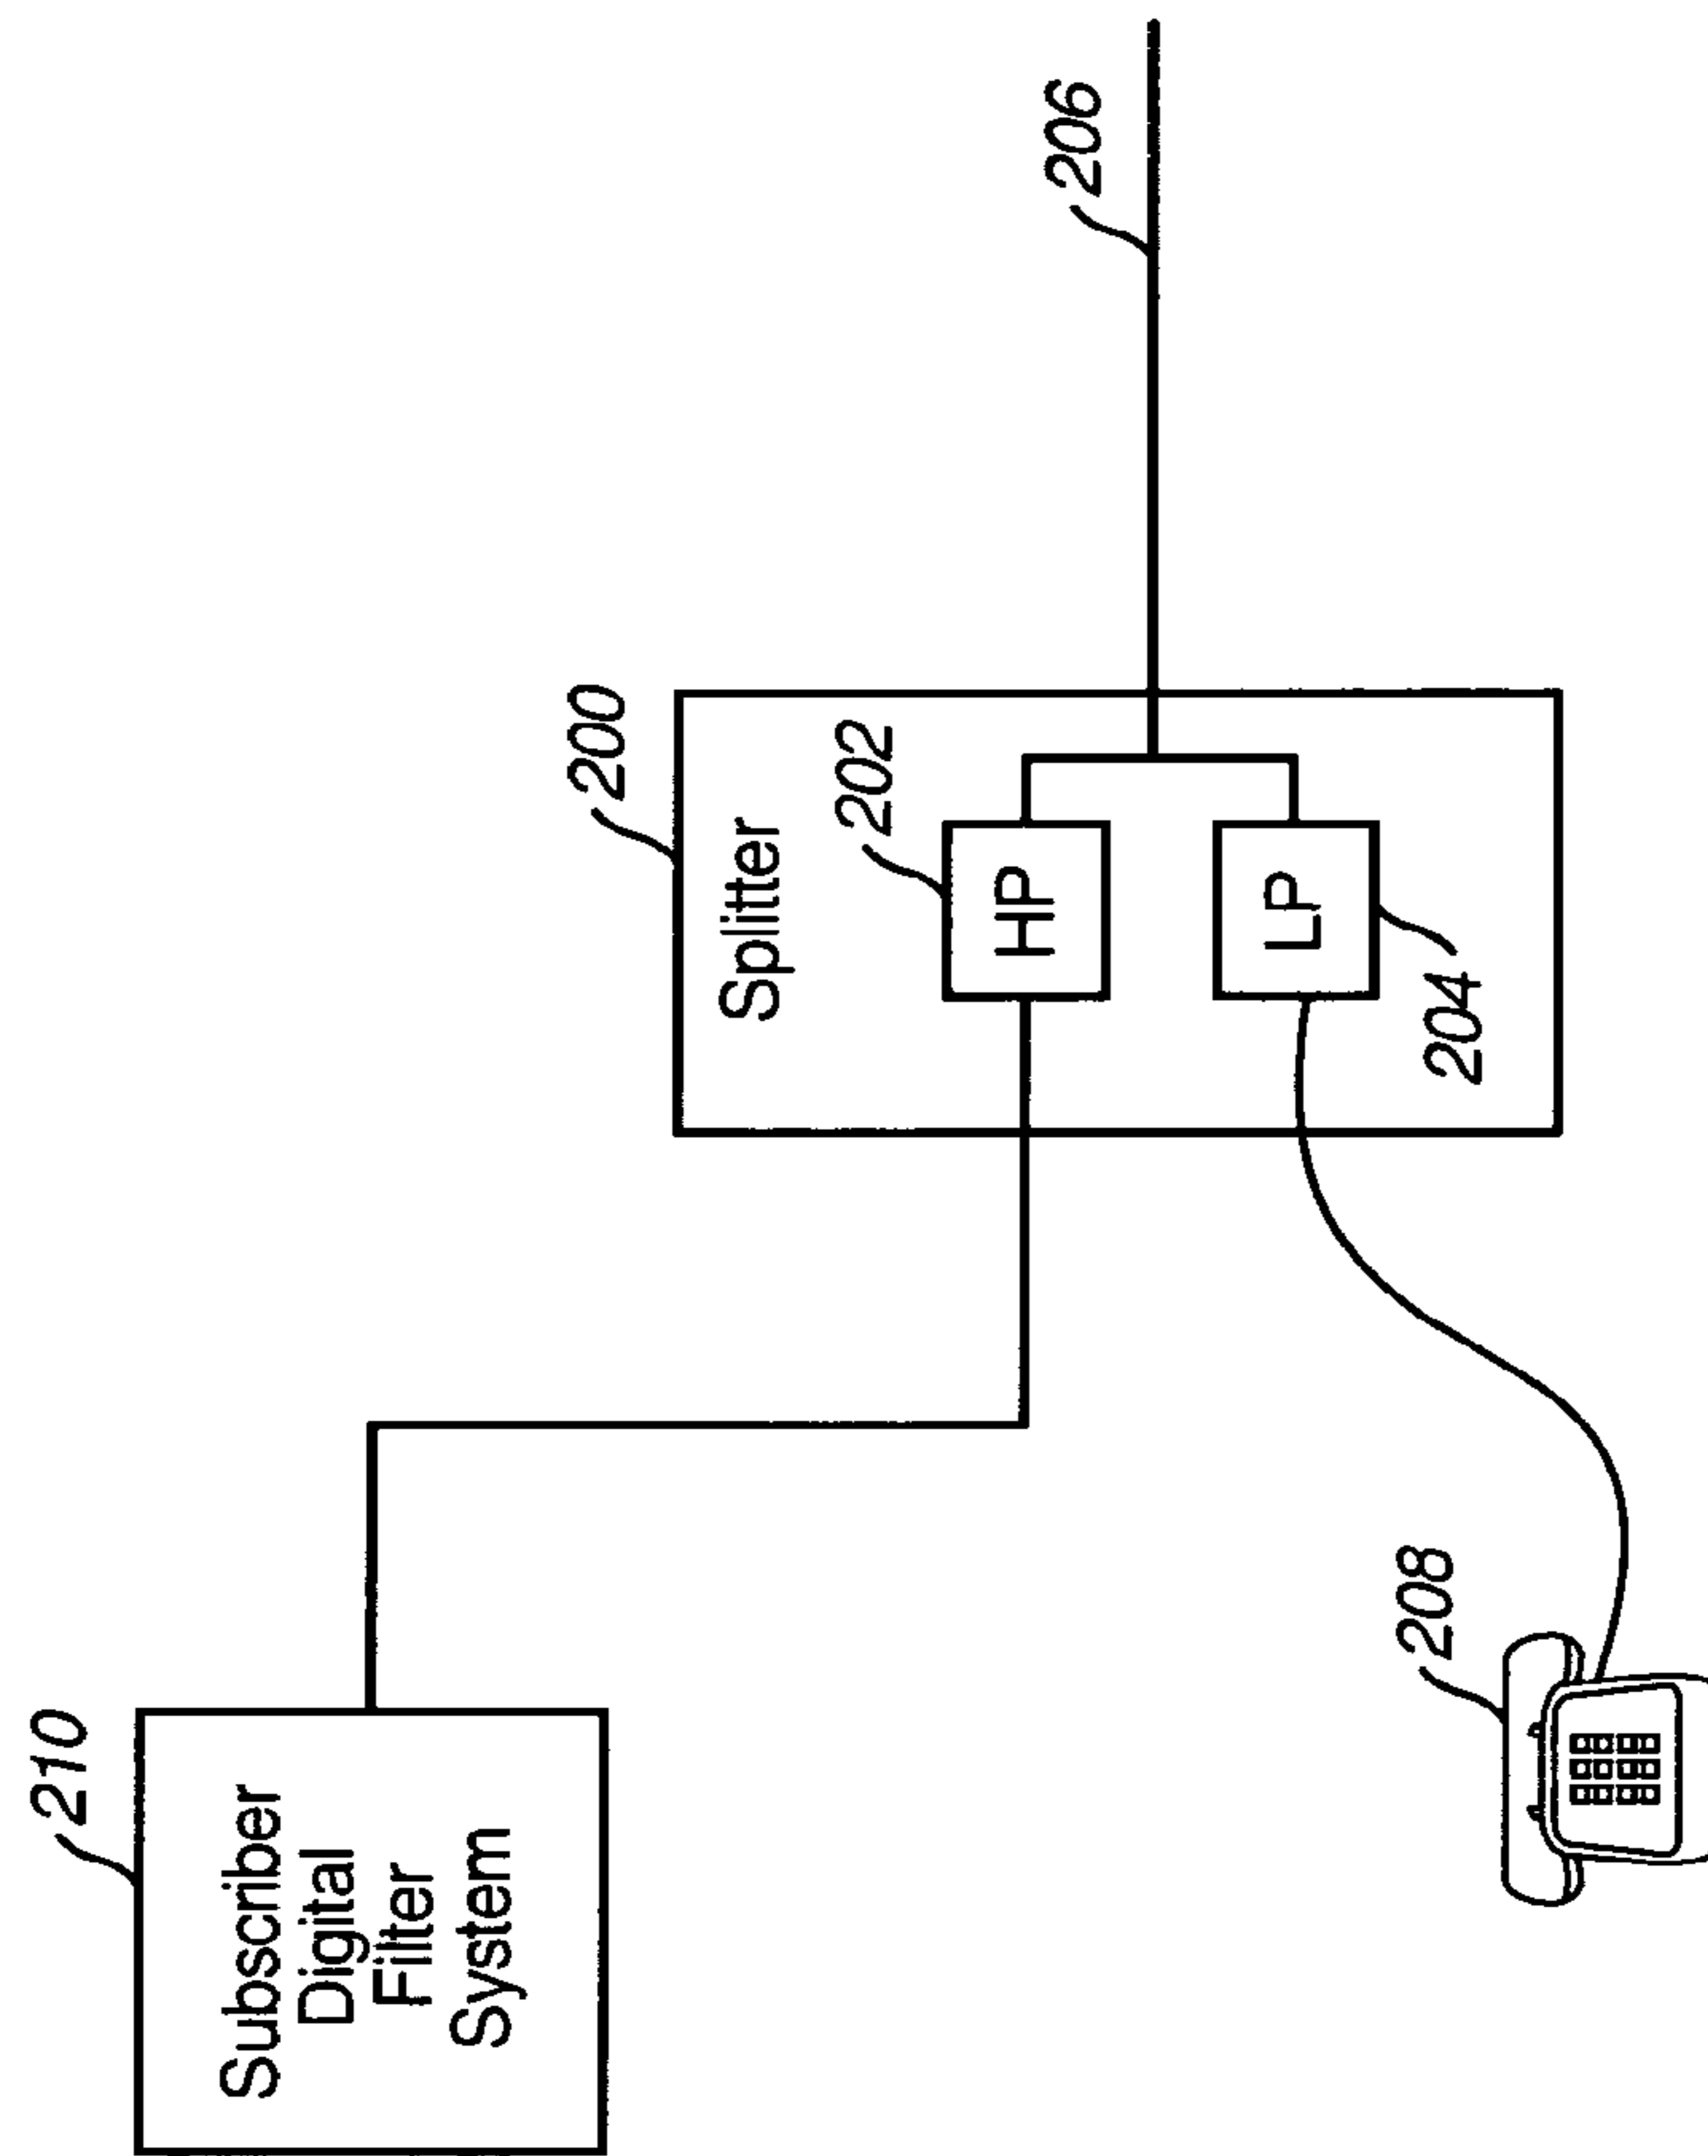 210
Subscriber
Digital
Filter
System
200
Splitter
202
HP
LP
204
206
208